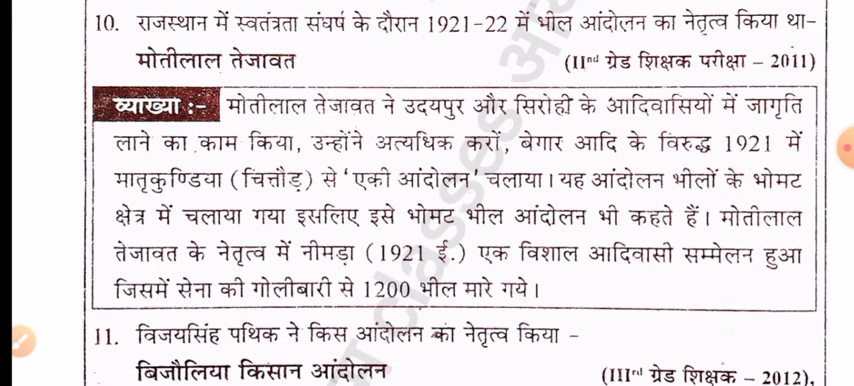 10. राजस्थान में स्वतंत्रता संघर्ष के दौरान 1921-22 में भील आंदोलन का नेतृत्व किया था-
मोतीलाल तेजावत (IInd ग्रेड शिक्षक परीक्षा - 2011)
व्याख्या :- मोतीलाल तेजावत ने उदयपुर और सिरोही के आदिवासियों में जागृति
लाने का काम किया, उन्होंने अत्यधिक करों, बेगार आदि के विरुद्ध 1921 में
मातृकुण्डिया (चित्तौड़) से 'एकी आंदोलन' चलाया। यह आंदोलन भीलों के भोमट
क्षेत्र में चलाया गया इसलिए इसे भोमट भील आंदोलन भी कहते हैं। मोतीलाल
तेजावत के नेतृत्व में नीमड़ा (1921 ई.) एक विशाल आदिवासी सम्मेलन हुआ
जिसमें सेना की गोलीबारी से 1200 भील मारे गये।
11. विजयसिंह पथिक ने किस आंदोलन का नेतृत्व किया -
बिजौलिया किसान आंदोलन (IIIrd ग्रेड शिक्षक - 2012),
classes